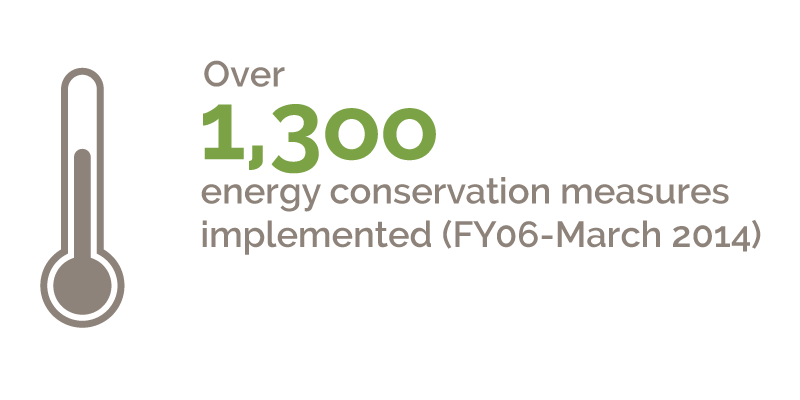 Over
1,300
energy conservation measures
implemented (FY06-March 2014)